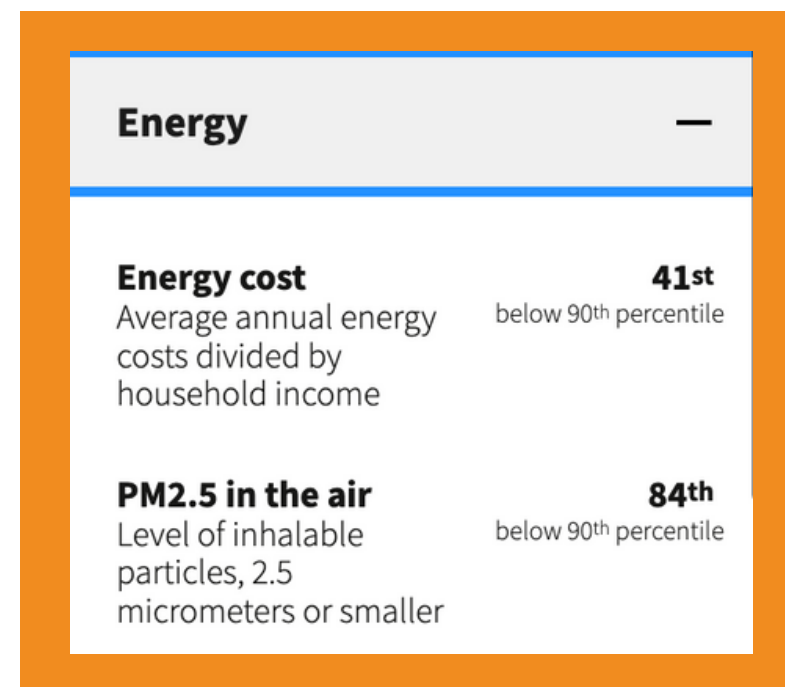 Energy
Energy cost
41st
Average annual energy
below 90th percentile
costs divided by
household income
PM2.5 in the air
84th
Level of inhalable
below 90th percentile
particles, 2.5
micrometers or smaller